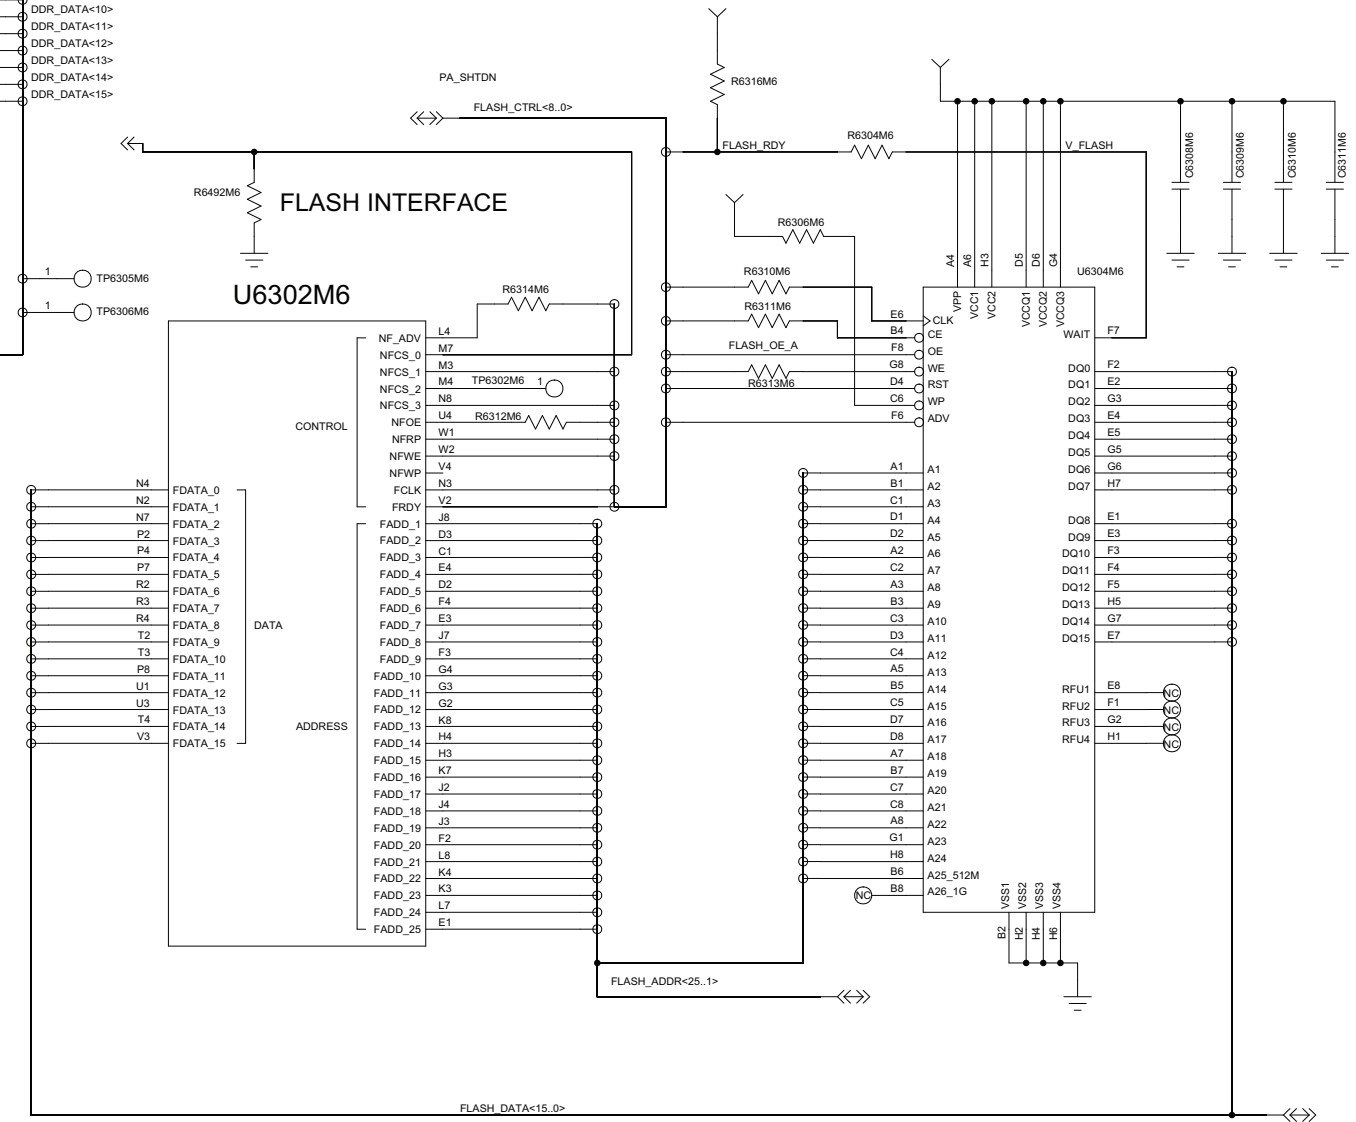 DDR_DATA<10>
DDR_DATA<11>
DDR_DATA<12>
DDR_DATA<13>
DDR_DATA<14>
DDR_DATA<15>
PA_SHTDN
FLASH_CTRL<8..0>
R6316M6
FLASH_RDY
R6304M6
V_FLASH
C6308M6
C6309M6
C6310M6
C6311M6
R6492M6
FLASH INTERFACE
R6306M6
R6310M6
R6311M6
FLASH_OE_A
R6313M6
1 TP6305M6
1 TP6306M6
U6302M6
R6314M6
TP6302M6 1
R6312M6
CONTROL
NF_ADV L4
NFCS_0 M7
NFCS_1 M3
NFCS_2 M4
NFCS_3 N8
NFOE U4
NFRP W1
NFWE W2
NFWP V4
FCLK N3
FRDY V2
N4 FDATA_0
N2 FDATA_1
N7 FDATA_2
P2 FDATA_3
P4 FDATA_4
P7 FDATA_5
R2 FDATA_6
R3 FDATA_7
R4 FDATA_8
T2 FDATA_9
T3 FDATA_10
P8 FDATA_11
U1 FDATA_12
U3 FDATA_13
T4 FDATA_14
V3 FDATA_15
DATA
ADDRESS
FADD_1 J8
FADD_2 D3
FADD_3 C1
FADD_4 E4
FADD_5 D2
FADD_6 F4
FADD_7 E3
FADD_8 J7
FADD_9 F3
FADD_10 G4
FADD_11 G3
FADD_12 G2
FADD_13 K8
FADD_14 H4
FADD_15 H3
FADD_16 K7
FADD_17 J2
FADD_18 J4
FADD_19 J3
FADD_20 F2
FADD_21 L8
FADD_22 K4
FADD_23 K3
FADD_24 L7
FADD_25 E1
U6304M6
A4 VPP
A6 VCC1
H3 VCC2
D5 VCCQ1
D6 VCCQ2
G4 VCCQ3
E6 CLK
B4 CE
F8 OE
G8 WE
D4 RST
C6 WP
F6 ADV
A1 A1
B1 A2
C1 A3
D1 A4
D2 A5
A2 A6
C2 A7
A3 A8
B3 A9
C3 A10
D3 A11
C4 A12
A5 A13
B5 A14
C5 A15
D7 A16
D8 A17
A7 A18
B7 A19
C7 A20
C8 A21
A8 A22
G1 A23
H8 A24
B6 A25_512M
NC B8 A26_1G
WAIT F7
DQ0 F2
DQ1 E2
DQ2 G3
DQ3 E4
DQ4 E5
DQ5 G5
DQ6 G6
DQ7 H7
DQ8 E1
DQ9 E3
DQ10 F3
DQ11 F4
DQ12 F5
DQ13 H5
DQ14 G7
DQ15 E7
RFU1 E8 NC
RFU2 F1 NC
RFU3 G2 NC
RFU4 H1 NC
VSS1 B2
VSS2 H2
VSS3 H4
VSS4 H6
FLASH_ADDR<25..1>
FLASH_DATA<15..0>